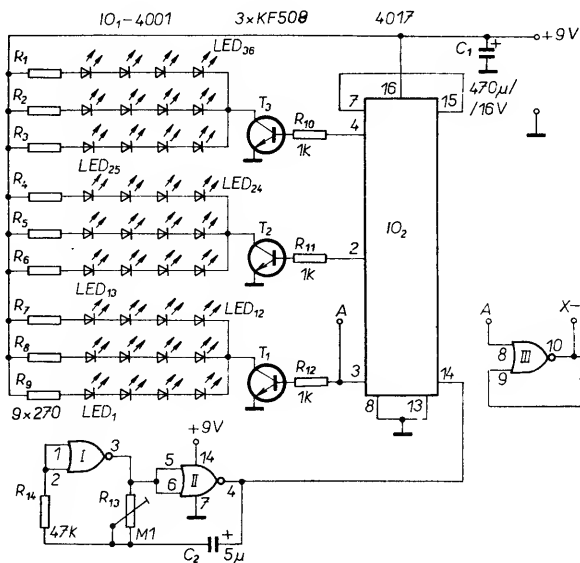 IO₁-4001 3×KF508 4017
+9V
C₁ +
470µ/
/16V
LED₃₆
R₁
R₂
R₃
LED₂₅
T₃
R₁₀
1K
4
7
16
15
R₄
R₅
R₆
LED₂₄
LED₁₃
T₂
R₁₁
1K
2
IO₂
R₇
R₈
R₉
9×270
LED₁₂
LED₁
T₁
A
R₁₂
1K
3
14
8
13
A
8
9
III
10
X-
+9V
1
2
I
3
5
6
II
14
7
4
R₁₄
47K
R₁₃
M1
C₂
+
5µ